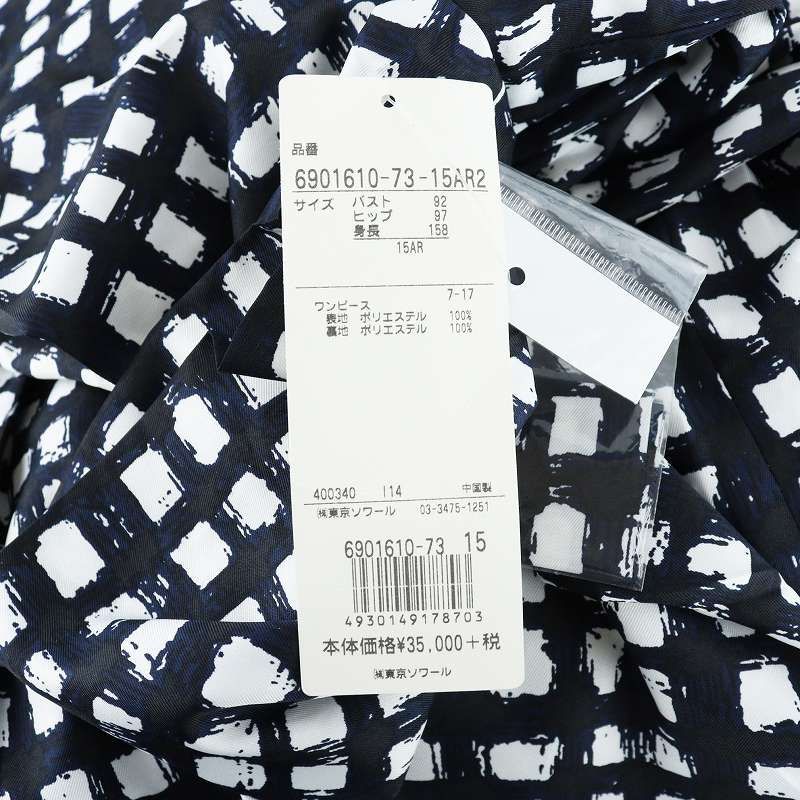 品番
6901610-73-15AR2
サイズ バスト 92
ヒップ 97
身長 158
15AR
ワンピース 7-17
表地 ポリエステル 100%
裏地 ポリエステル 100%
400340 I14 中国製
㈱東京ソワール 03-3475-1251
6901610-73 15
4930149178703
本体価格¥35,000+税
㈱東京ソワール